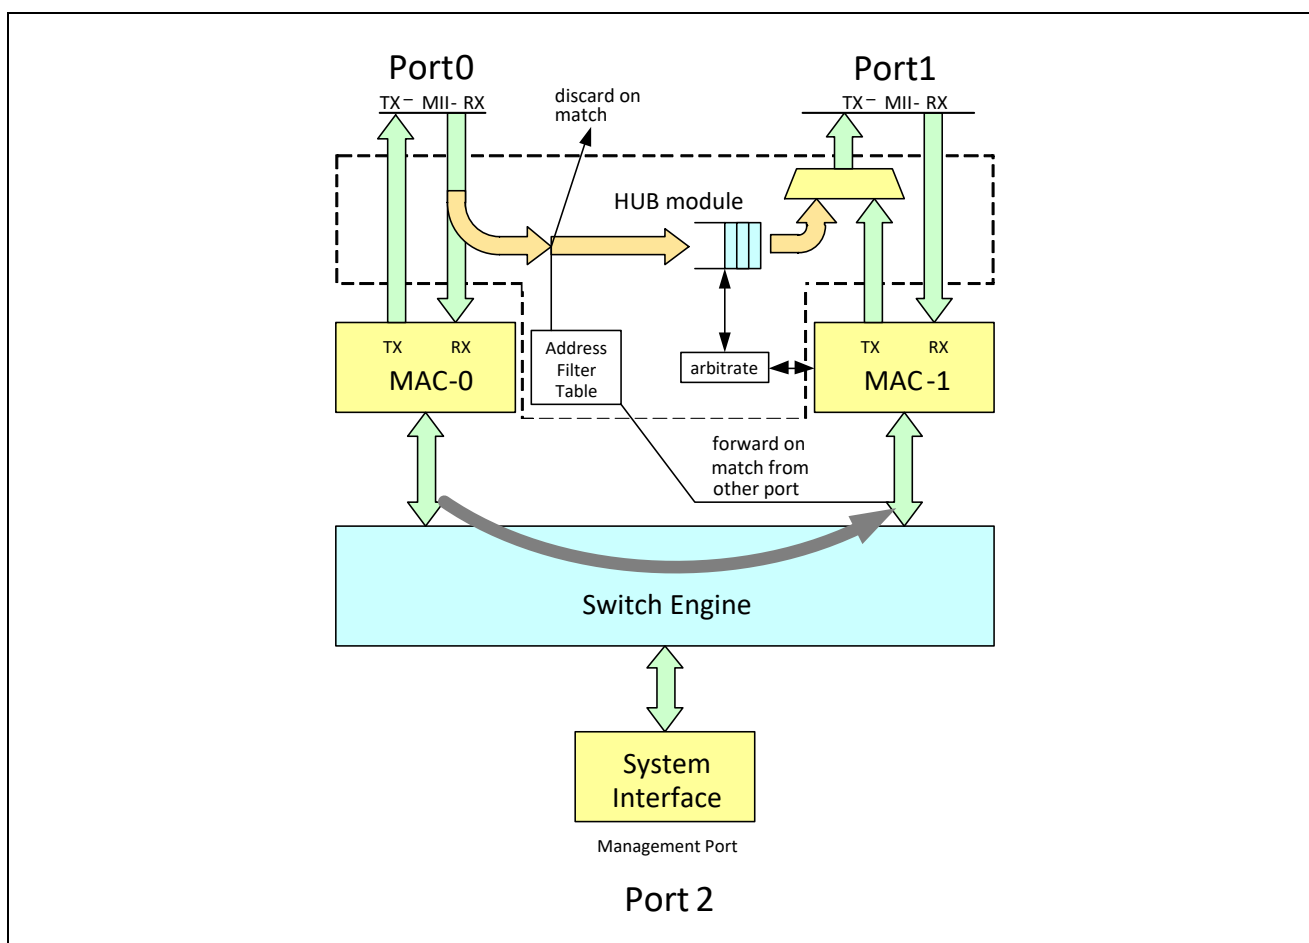 Port0
Port1
TX – MII- RX
TX – MII- RX
discard on
match
HUB module
TX
RX
MAC-0
Address
Filter
Table
arbitrate
TX
RX
MAC -1
forward on
match from
other port
Switch Engine
System
Interface
Management Port
Port 2